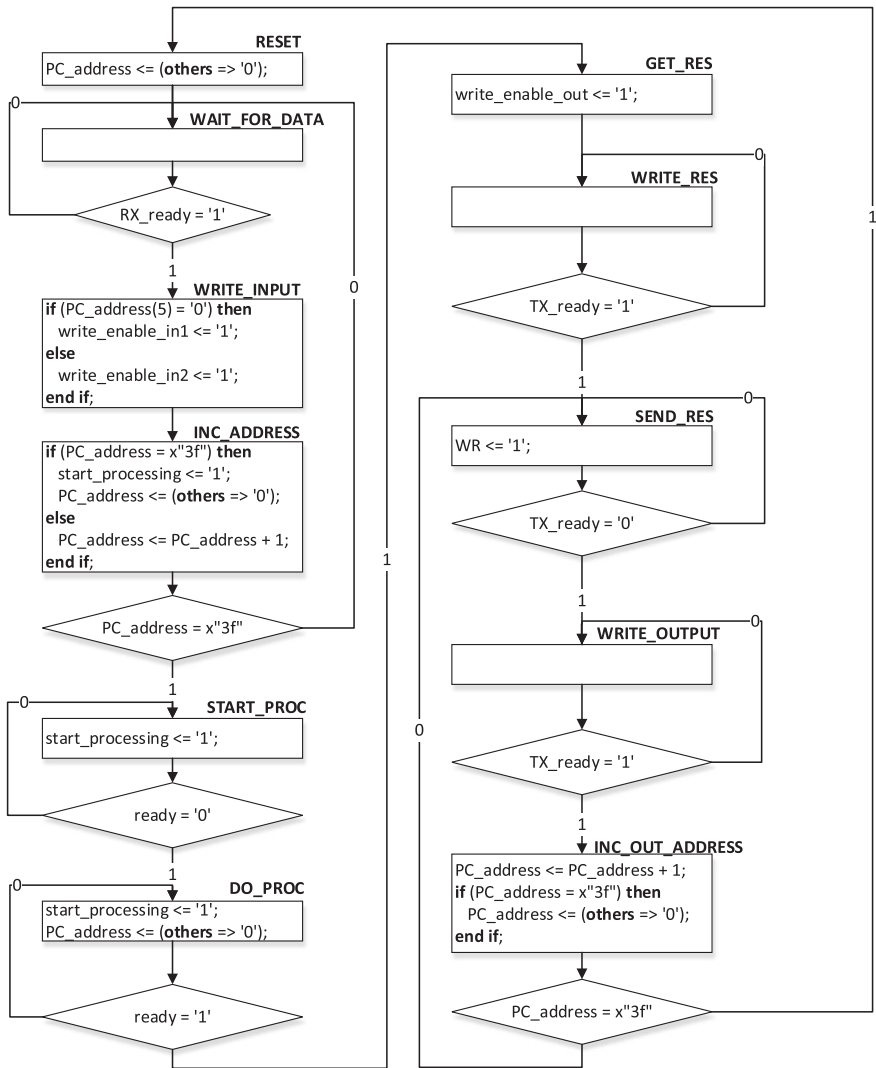 RESET
PC_address <= (others => '0');
0
WAIT_FOR_DATA
RX_ready = '1'
1
0
WRITE_INPUT
if (PC_address(5) = '0') then
write_enable_in1 <= '1';
else
write_enable_in2 <= '1';
end if;
INC_ADDRESS
if (PC_address = x"3f") then
start_processing <= '1';
PC_address <= (others => '0');
else
PC_address <= PC_address + 1;
end if;
PC_address = x"3f"
1
0
START_PROC
start_processing <= '1';
ready = '0'
1
0
DO_PROC
start_processing <= '1';
PC_address <= (others => '0');
ready = '1'
1
GET_RES
write_enable_out <= '1';
0
WRITE_RES
TX_ready = '1'
1
0
SEND_RES
WR <= '1';
TX_ready = '0'
1
0
WRITE_OUTPUT
TX_ready = '1'
1
INC_OUT_ADDRESS
PC_address <= PC_address + 1;
if (PC_address = x"3f") then
PC_address <= (others => '0');
end if;
PC_address = x"3f"
0
1